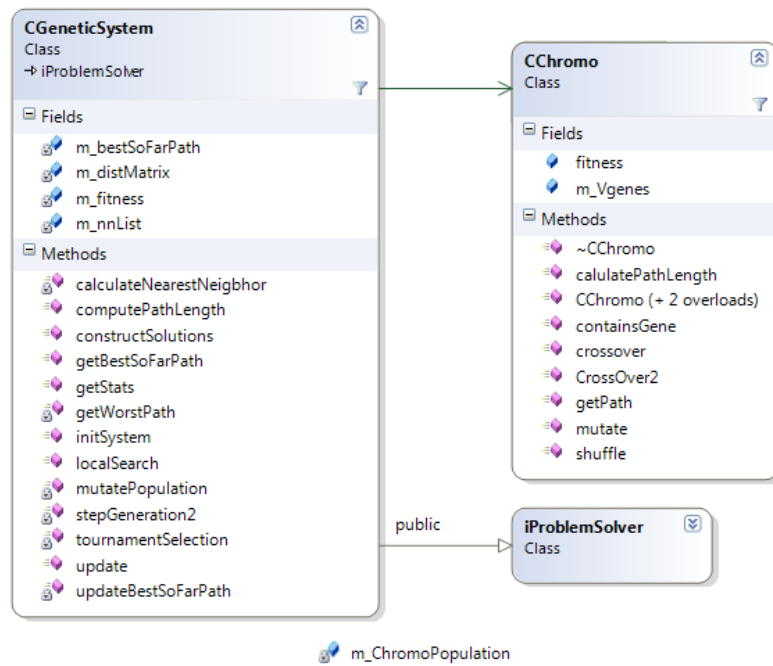 CGeneticSystem
Class
iProblemSolver
Fields
m_bestSoFarPath
m_distMatrix
m_fitness
m_nnList
Methods
calculateNearestNeigbhor
computePathLength
constructSolutions
getBestSoFarPath
getStats
getWorstPath
initSystem
localSearch
mutatePopulation
stepGeneration2
tournamentSelection
update
updateBestSoFarPath
CChromo
Class
Fields
fitness
m_Vgenes
Methods
~CChromo
calulatePathLength
CChromo (+ 2 overloads)
containsGene
crossover
CrossOver2
getPath
mutate
shuffle
public
iProblemSolver
Class
m_ChromoPopulation